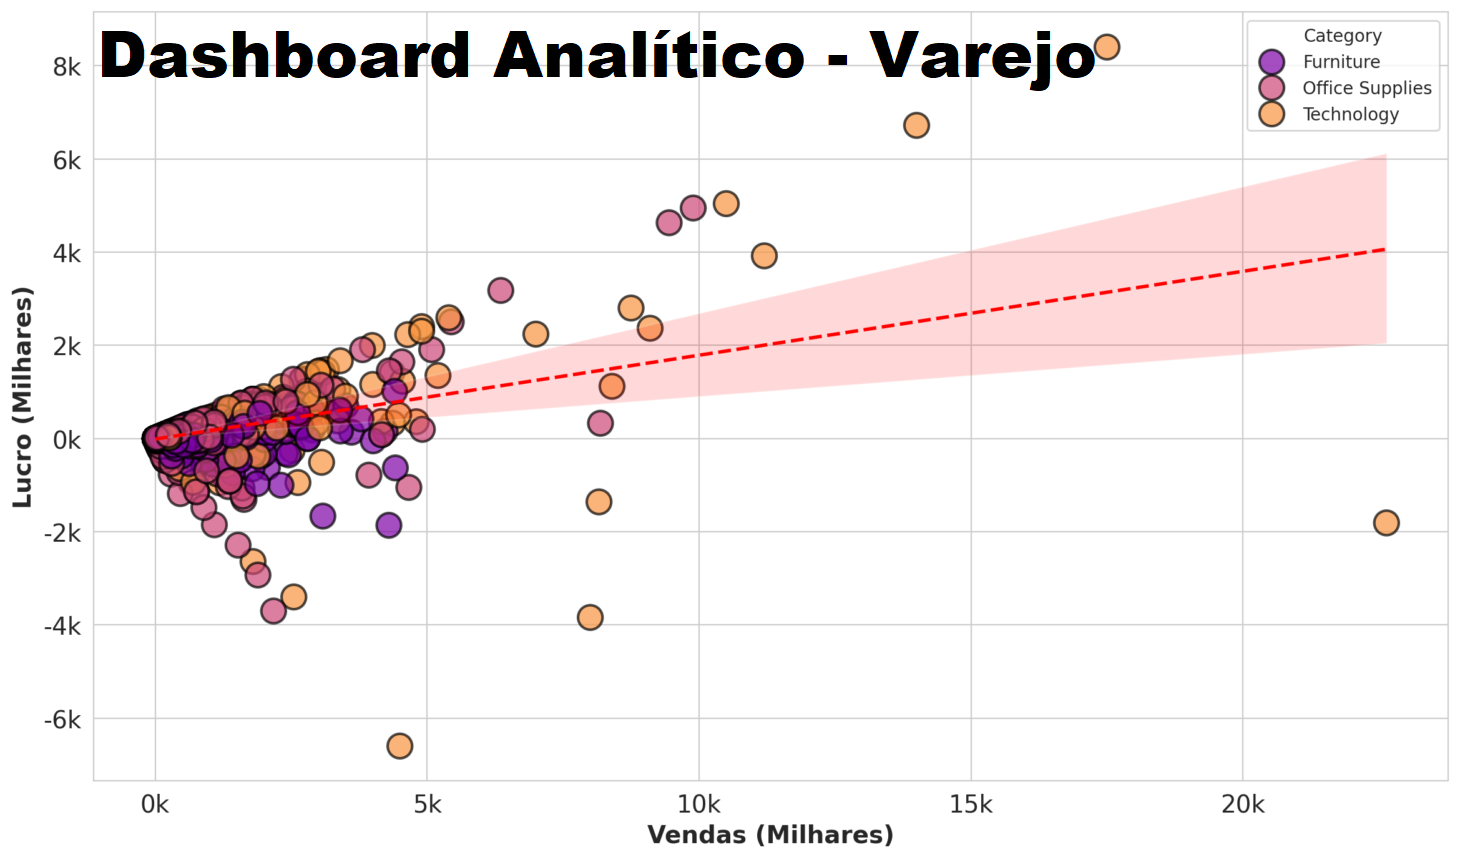 Dashboard Analítico - Varejo
Category
Furniture
Office Supplies
Technology
8k
6k
4k
2k
0k
-2k
-4k
-6k
Lucro (Milhares)
0k
5k
10k
15k
20k
Vendas (Milhares)